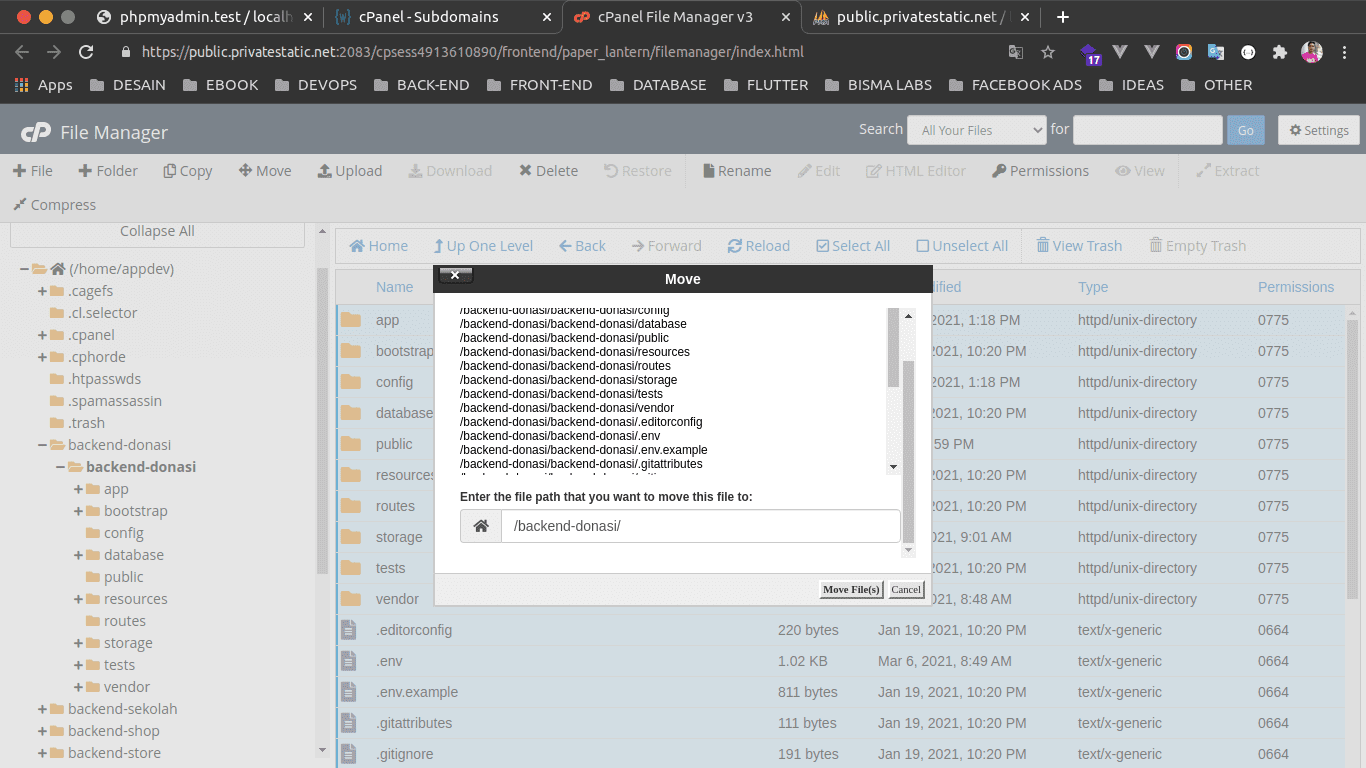 phpmyadmin.test / localh
cPanel - Subdomains
cPanel File Manager v3
public.privatestatic.net /
https://public.privatestatic.net:2083/cpsess4913610890/frontend/paper_lantern/filemanager/index.html
17
Apps
DESAIN
EBOOK
DEVOPS
BACK-END
FRONT-END
DATABASE
FLUTTER
BISMA LABS
FACEBOOK ADS
IDEAS
OTHER
cP File Manager
Search
All Your Files
for
Go
Settings
File
Folder
Copy
Move
Upload
Download
Delete
Restore
Rename
Edit
HTML Editor
Permissions
View
Extract
Compress
Collapse All
(/home/appdev)
.cagefs
.cl.selector
.cpanel
.cphorde
.htpasswds
.spamassassin
.trash
backend-donasi
backend-donasi
app
bootstrap
config
database
public
resources
routes
storage
tests
vendor
backend-sekolah
backend-shop
backend-store
Home
Up One Level
Back
Forward
Reload
Select All
Unselect All
View Trash
Empty Trash
Name
dified
Type
Permissions
app
2021, 1:18 PM
httpd/unix-directory
0775
bootstrap
2021, 10:20 PM
httpd/unix-directory
0775
config
2021, 1:18 PM
httpd/unix-directory
0775
database
2021, 10:20 PM
httpd/unix-directory
0775
public
59 PM
httpd/unix-directory
0775
resources
2021, 10:20 PM
httpd/unix-directory
0775
routes
2021, 10:20 PM
httpd/unix-directory
0775
storage
2021, 9:01 AM
httpd/unix-directory
0775
tests
2021, 10:20 PM
httpd/unix-directory
0775
vendor
2021, 8:48 AM
httpd/unix-directory
0775
.editorconfig
220 bytes
Jan 19, 2021, 10:20 PM
text/x-generic
0664
.env
1.02 KB
Mar 6, 2021, 8:49 AM
text/x-generic
0664
.env.example
811 bytes
Jan 19, 2021, 10:20 PM
text/x-generic
0664
.gitattributes
111 bytes
Jan 19, 2021, 10:20 PM
text/x-generic
0664
.gitignore
191 bytes
Jan 19, 2021, 10:20 PM
text/x-generic
0664
Move
/backend-donasi/backend-donasi/config
/backend-donasi/backend-donasi/database
/backend-donasi/backend-donasi/public
/backend-donasi/backend-donasi/resources
/backend-donasi/backend-donasi/routes
/backend-donasi/backend-donasi/storage
/backend-donasi/backend-donasi/tests
/backend-donasi/backend-donasi/vendor
/backend-donasi/backend-donasi/.editorconfig
/backend-donasi/backend-donasi/.env
/backend-donasi/backend-donasi/.env.example
/backend-donasi/backend-donasi/.gitattributes
Enter the file path that you want to move this file to:
/backend-donasi/
Move File(s)
Cancel